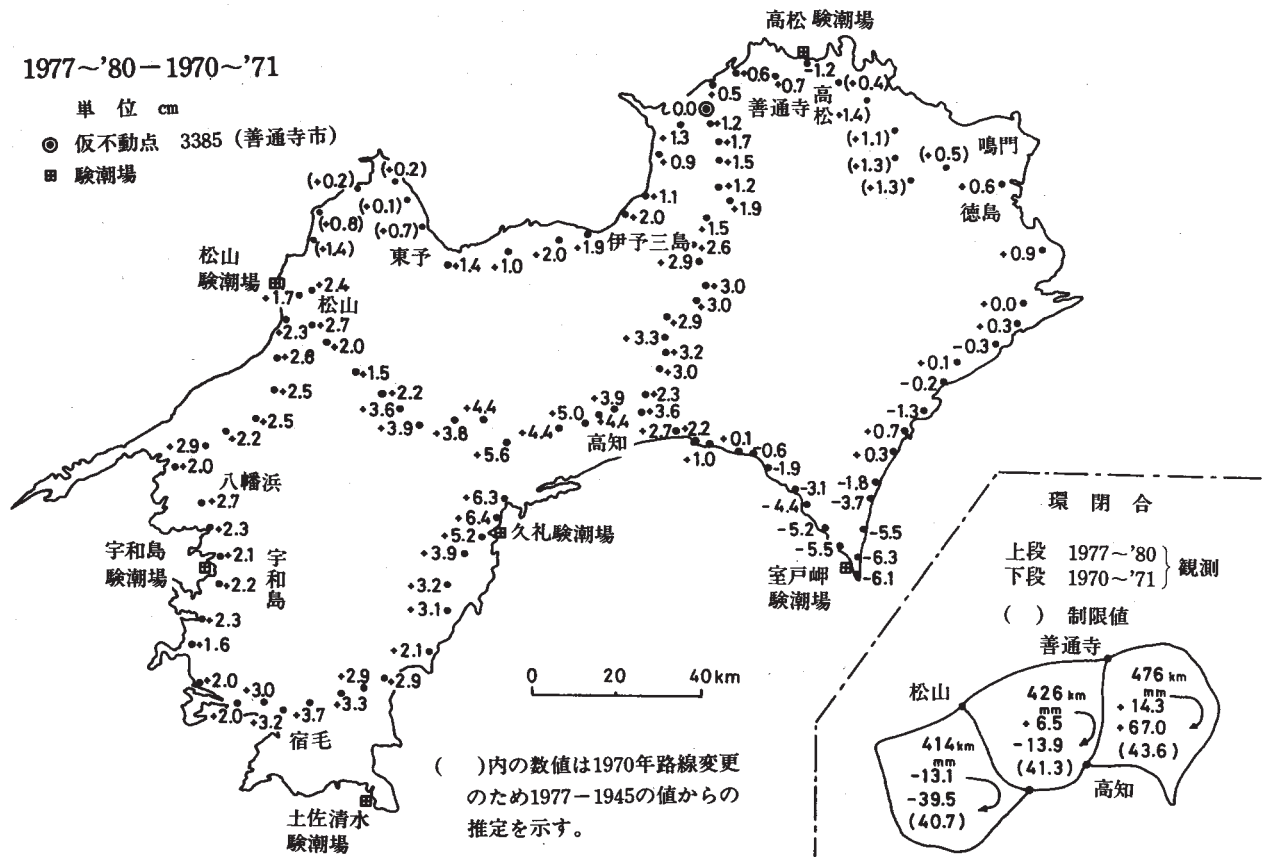 1977～'80－1970～'71
単位 cm
仮不動点 3385 (善通寺市)
験潮場
高松験潮場
-1.2
+0.6
+0.7
(+0.4)
+0.5
善通寺
高松
+1.4)
0.0
+1.2
+1.3
+1.7
(+1.1)
鳴門
+0.9
+1.5
(+1.3)
(+0.5)
(+1.3)
+0.6
徳島
(+0.2)
(+0.2)
+1.2
+1.1
+1.9
(+0.1)
+2.0
+1.5
(+0.8)
(+0.7)
(+1.4)
東予
伊予三島
+2.6
+1.9
+2.0
+1.0
+1.4
+2.9
+0.9
松山
験潮場
+1.7
+2.4
松山
+3.0
+3.0
+0.0
+2.3
+2.7
+2.9
+0.3
+2.0
+3.3
-0.3
+2.8
+3.2
+0.1
+1.5
+3.0
-0.2
+2.5
+2.2
+2.3
+3.6
+3.9
-1.3
+2.5
+4.4
+5.0
+4.4
+3.6
+3.9
+3.8
+4.4
高知
+2.7
+2.2
+0.7
+2.2
+5.6
+1.0
+0.1
-0.6
+0.3
+2.9
+2.0
-1.9
八幡浜
-3.1
-1.8
+2.7
+6.3
-4.4
-3.7
+2.3
+6.4
-5.2
-5.5
+5.2
久礼験潮場
宇和島
験潮場
+2.1
宇和島
+3.9
-5.5
-6.3
+2.2
+3.2
室戸岬
験潮場
-6.1
+2.3
+3.1
+1.6
+2.1
+2.0
+3.0
+2.9
+2.9
+2.0
+3.2
+3.7
+3.3
宿毛
0 20 40km
( )内の数値は1970年路線変更
のため1977－1945の値からの
推定を示す。
土佐清水
験潮場
環閉合
上段 1977～'80
下段 1970～'71
観測
( ) 制限値
善通寺
松山
高知
476 km
mm
+14.3
+67.0
(43.6)
426 km
mm
+6.5
-13.9
(41.3)
414km
mm
-13.1
-39.5
(40.7)